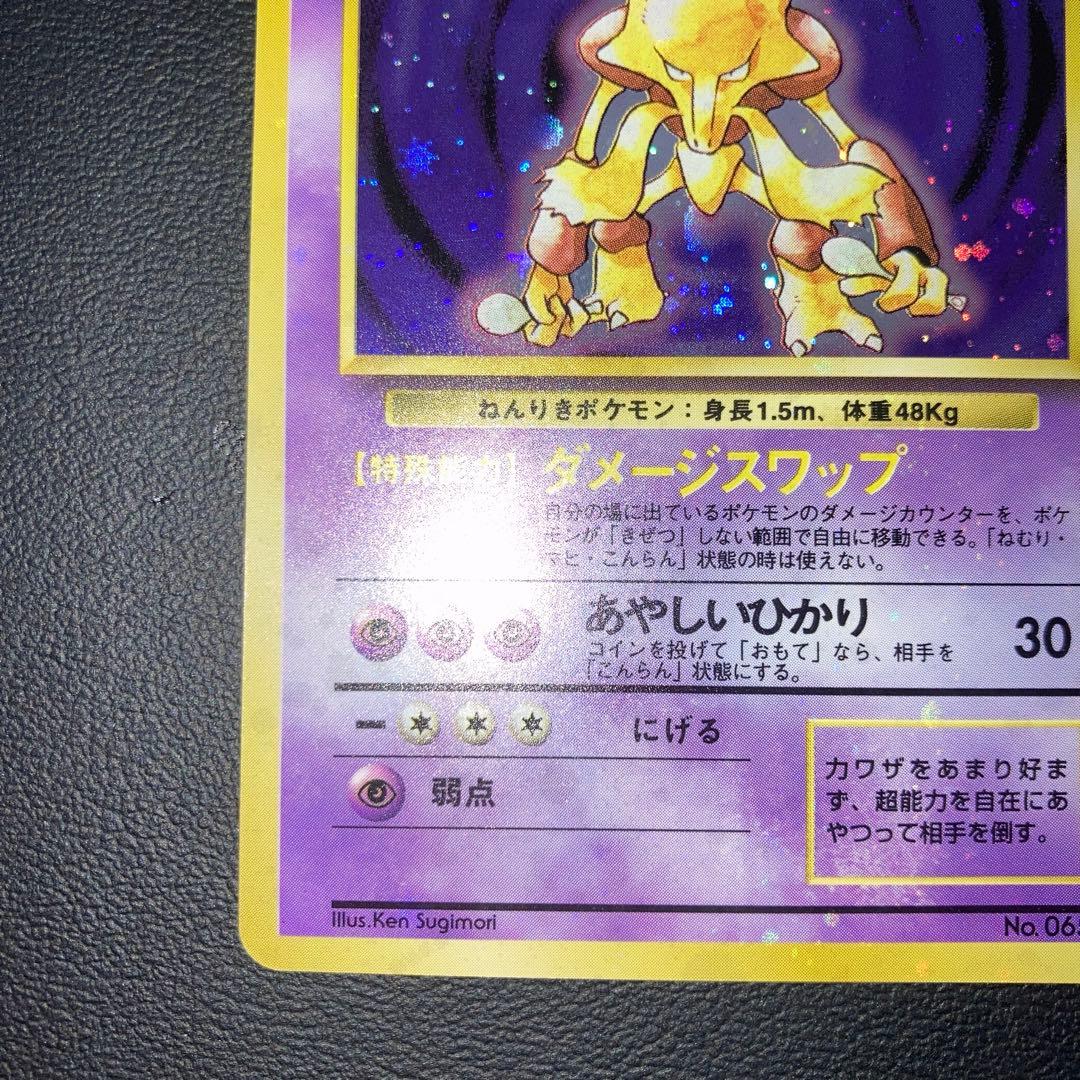 ねんりきポケモン：身長1.5m、体重48Kg
【特殊能力】 ダメージスワップ
自分の場に出ているポケモンのダメージカウンターを、ポケ
モンが「きぜつ」しない範囲で自由に移動できる。「ねむり・
マヒ・こんらん」状態の時は使えない。
あやしいひかり 30
コインを投げて「おもて」なら、相手を
「こんらん」状態にする。
にげる
弱点
力ワザをあまり好ま
ず、超能力を自在にあ
やつって相手を倒す。
Illus.Ken Sugimori
No. 065